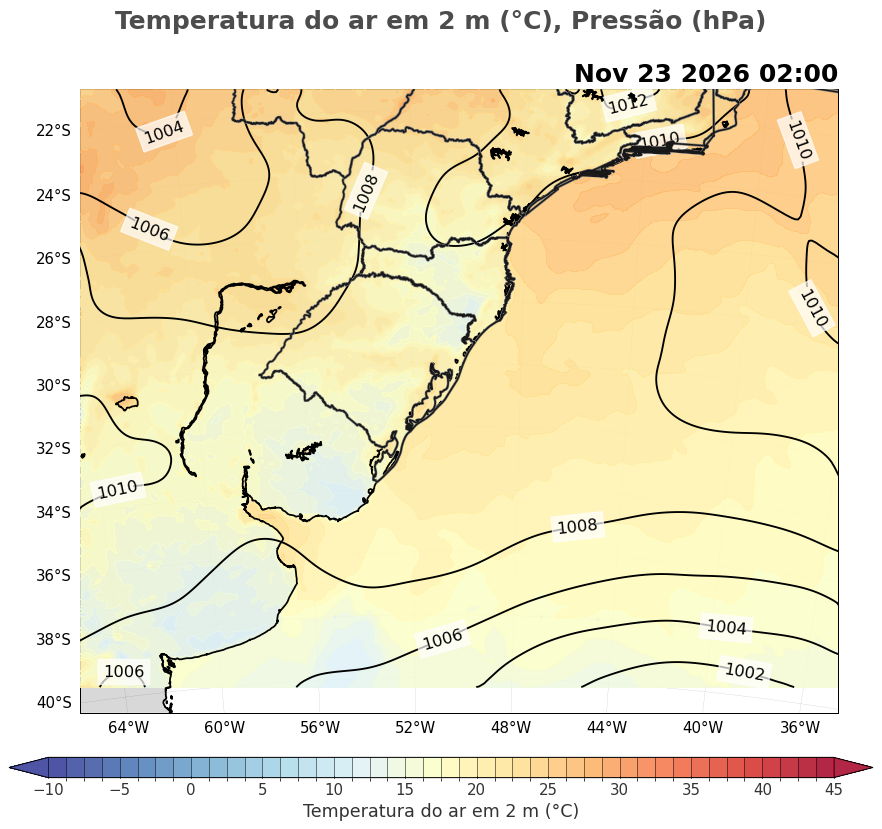 Temperatura do ar em 2 m (°C), Pressão (hPa)
Nov 23 2026 02:00
1012
1004
1010
1010
22°S
1008
24°S
1006
26°S
1010
28°S
30°S
32°S
1010
34°S
1008
36°S
1004
1006
38°S
1006
1002
40°S
64°W 60°W 56°W 52°W 48°W 44°W 40°W 36°W
−10 −5 0 5 10 15 20 25 30 35 40 45
Temperatura do ar em 2 m (°C)